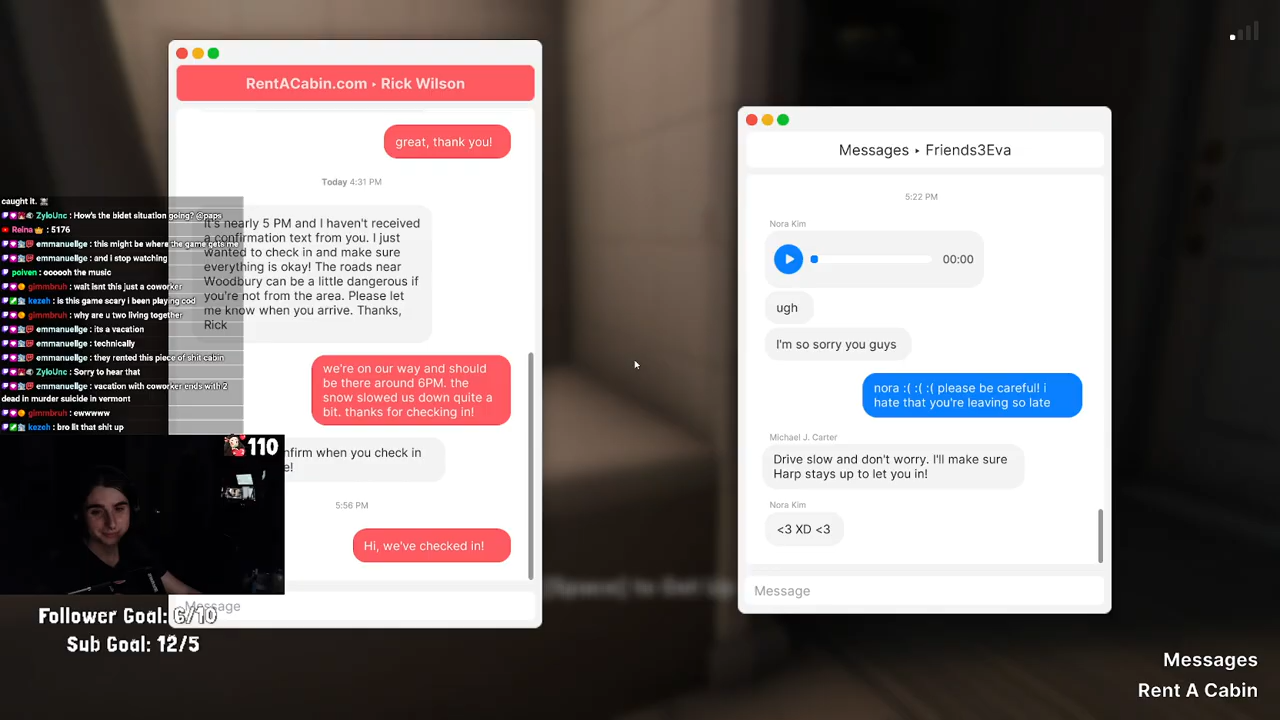 RentACabin.com ‣ Rick Wilson
great, thank you!
Today 4:31 PM
It's nearly 5 PM and I haven't received
a confirmation text from you. I just
wanted to check in and make sure
everything is okay! The roads near
Woodbury can be a little dangerous if
you're not from the area. Please let
me know when you arrive. Thanks,
Rick
we're on our way and should
be there around 6PM. the
snow slowed us down quite a
bit. thanks for checking in!
nfirm when you check in
e!
5:56 PM
Hi, we've checked in!
Message
caught it.
ZyloUnc : How's the bidet situation going? @paps
Reina : 5176
emmanuellge : this might be where the game gets me
emmanuellge : and i stop watching
poiven : oooooh the music
gimmbruh : wait isnt this just a coworker
kezeh : is this game scary i been playing cod
gimmbruh : why are u two living together
emmanuellge : its a vacation
emmanuellge : technically
emmanuellge : they rented this piece of shit cabin
ZyloUnc : Sorry to hear that
emmanuellge : vacation with coworker ends with 2
dead in murder suicide in vermont
gimmbruh : ewwwww
kezeh : bro lit that shit up
110
Follower Goal: 6/10
Sub Goal: 12/5
Messages ‣ Friends3Eva
5:22 PM
Nora Kim
00:00
ugh
I'm so sorry you guys
nora :( :( :( please be careful! i
hate that you're leaving so late
Michael J. Carter
Drive slow and don't worry. I'll make sure
Harp stays up to let you in!
Nora Kim
<3 XD <3
Message
[Space] to Get Up
Messages
Rent A Cabin